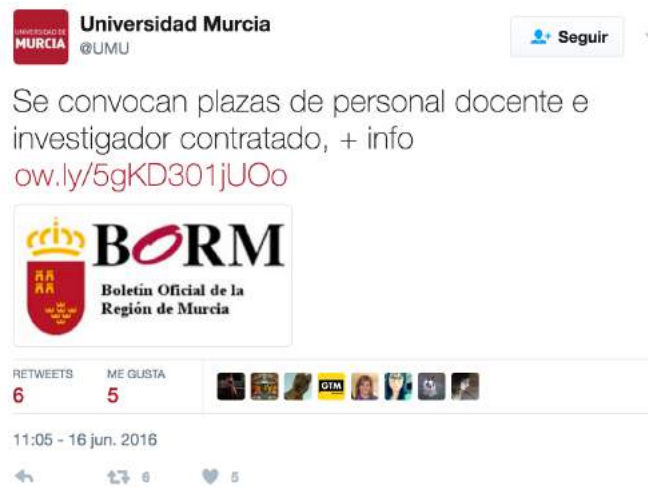 UNIVERSIDAD DE
MURCIA
Universidad Murcia
@UMU
Seguir
Se convocan plazas de personal docente e
investigador contratado, + info
ow.ly/5gKD301jUOo
BORM
Boletín Oficial de la
Región de Murcia
RETWEETS
ME GUSTA
6
5
GTM
11:05 - 16 jun. 2016
6
5